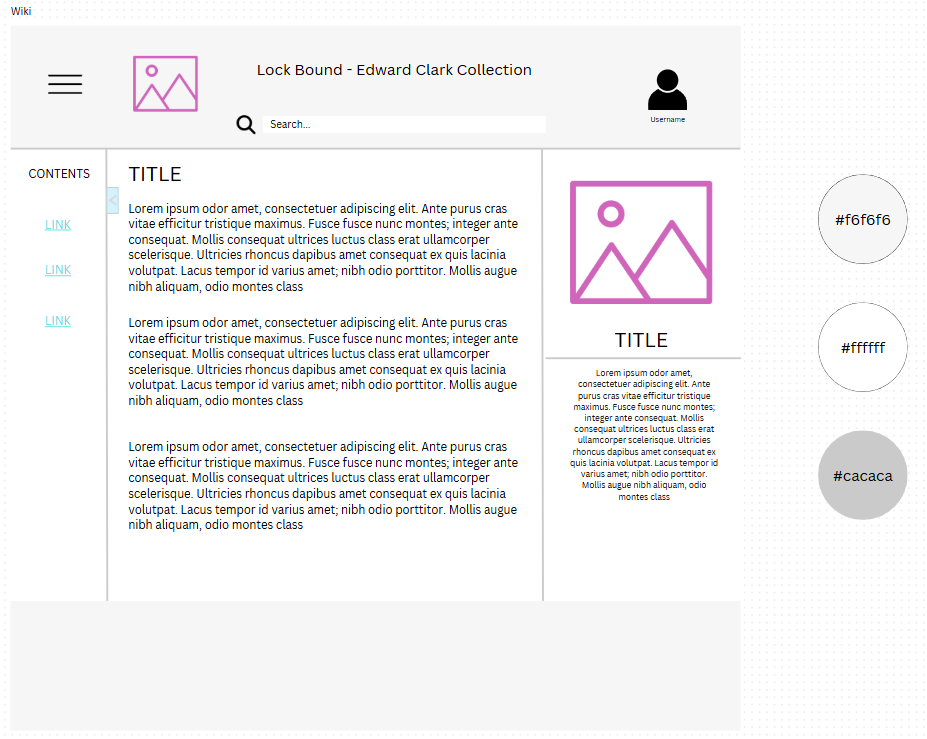 Wiki
Lock Bound - Edward Clark Collection
Search...
Username
CONTENTS
LINK
LINK
LINK
TITLE
Lorem ipsum odor amet, consectetuer adipiscing elit. Ante purus cras
vitae efficitur tristique maximus. Fusce fusce nunc montes; integer ante
consequat. Mollis consequat ultrices luctus class erat ullamcorper
scelerisque. Ultricies rhoncus dapibus amet consequat ex quis lacinia
volutpat. Lacus tempor id varius amet; nibh odio porttitor. Mollis augue
nibh aliquam, odio montes class
Lorem ipsum odor amet, consectetuer adipiscing elit. Ante purus cras
vitae efficitur tristique maximus. Fusce fusce nunc montes; integer ante
consequat. Mollis consequat ultrices luctus class erat ullamcorper
scelerisque. Ultricies rhoncus dapibus amet consequat ex quis lacinia
volutpat. Lacus tempor id varius amet; nibh odio porttitor. Mollis augue
nibh aliquam, odio montes class
Lorem ipsum odor amet, consectetuer adipiscing elit. Ante purus cras
vitae efficitur tristique maximus. Fusce fusce nunc montes; integer ante
consequat. Mollis consequat ultrices luctus class erat ullamcorper
scelerisque. Ultricies rhoncus dapibus amet consequat ex quis lacinia
volutpat. Lacus tempor id varius amet; nibh odio porttitor. Mollis augue
nibh aliquam, odio montes class
TITLE
Lorem ipsum odor amet,
consectetuer adipiscing elit. Ante
purus cras vitae efficitur tristique
maximus. Fusce fusce nunc montes;
integer ante consequat. Mollis
consequat ultrices luctus class erat
ullamcorper scelerisque. Ultricies
rhoncus dapibus amet consequat ex
quis lacinia volutpat. Lacus tempor id
varius amet; nibh odio porttitor.
Mollis augue nibh aliquam, odio
montes class
#f6f6f6
#ffffff
#cacaca